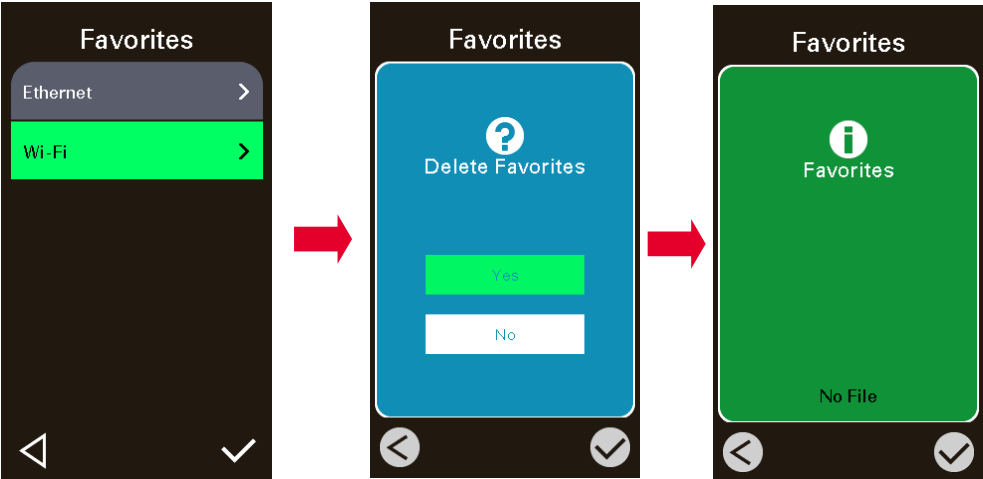 Favorites
Ethernet
Wi-Fi
Favorites
Delete Favorites
Yes
No
Favorites
Favorites
No File